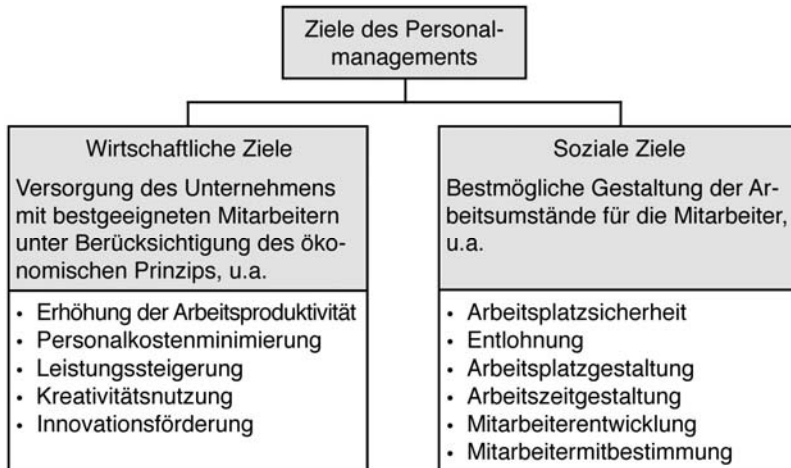 Ziele des Personal-
managements
Wirtschaftliche Ziele
Versorgung des Unternehmens
mit bestgeeigneten Mitarbeitern
unter Berücksichtigung des öko-
nomischen Prinzips, u.a.
• Erhöhung der Arbeitsproduktivität
• Personalkostenminimierung
• Leistungssteigerung
• Kreativitätsnutzung
• Innovationsförderung
Soziale Ziele
Bestmögliche Gestaltung der Ar-
beitsumstände für die Mitarbeiter,
u.a.
• Arbeitsplatzsicherheit
• Entlohnung
• Arbeitsplatzgestaltung
• Arbeitszeitgestaltung
• Mitarbeiterentwicklung
• Mitarbeitermitbestimmung